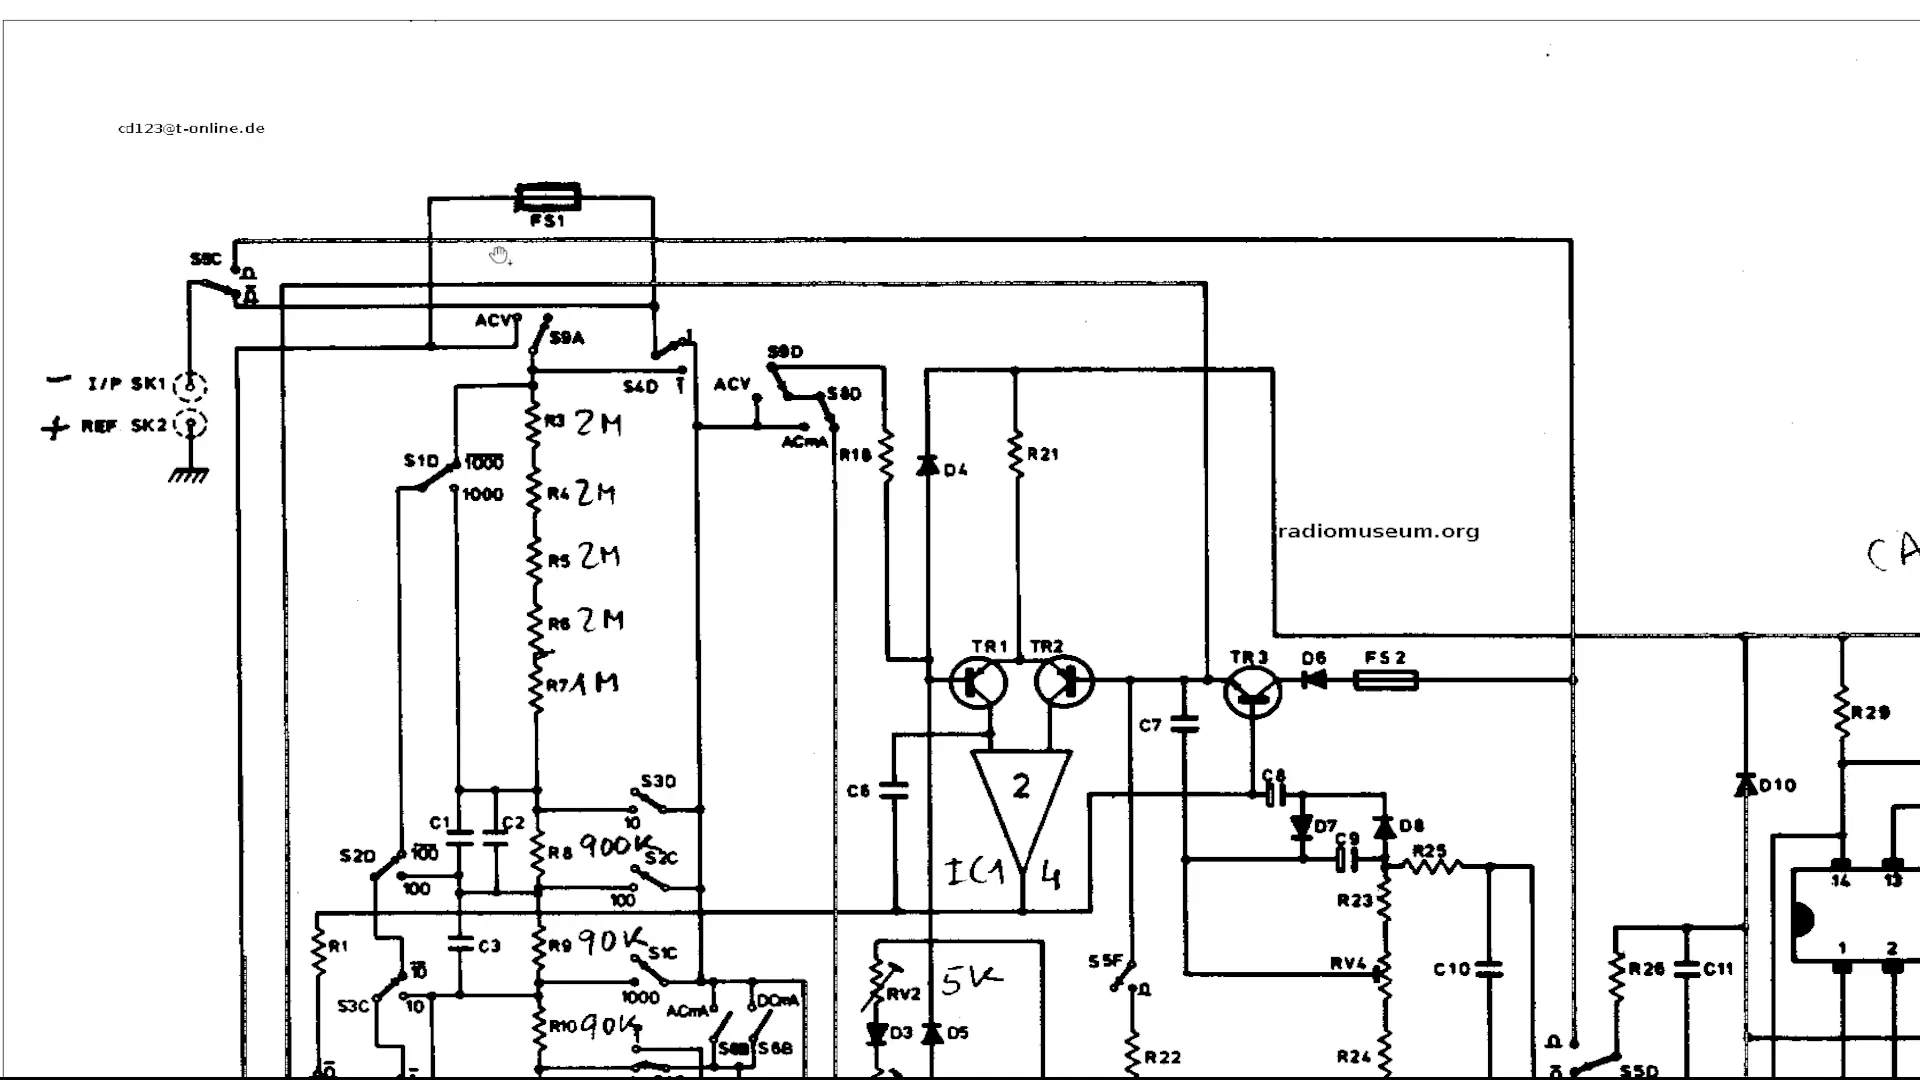 cd123@t-online.de
FS1
S8C
ACV
S9A
I/P SK1
REF SK2
S4D
ACV
S9D
S8D
ACmA
R3 2M
R4 2M
R5 2M
R6 2M
R7 1M
S1D
1000
1000
R18
D4
R21
radiomuseum.org
CA
TR1
TR2
TR3
D6
FS2
R29
C7
C6
2
IC1 4
C8
D7
D8
C9
R25
R23
D10
14
13
1
2
S3D
10
C1
C2
R8 900K
S2C
S2D
100
100
100
R1
C3
R9 90K
S1C
1000
S3C
10
10
R10 90K
ACmA
DCmA
S6B
RV2
5K
D3
D5
S5F
R22
RV4
R24
C10
R26
C11
S5D